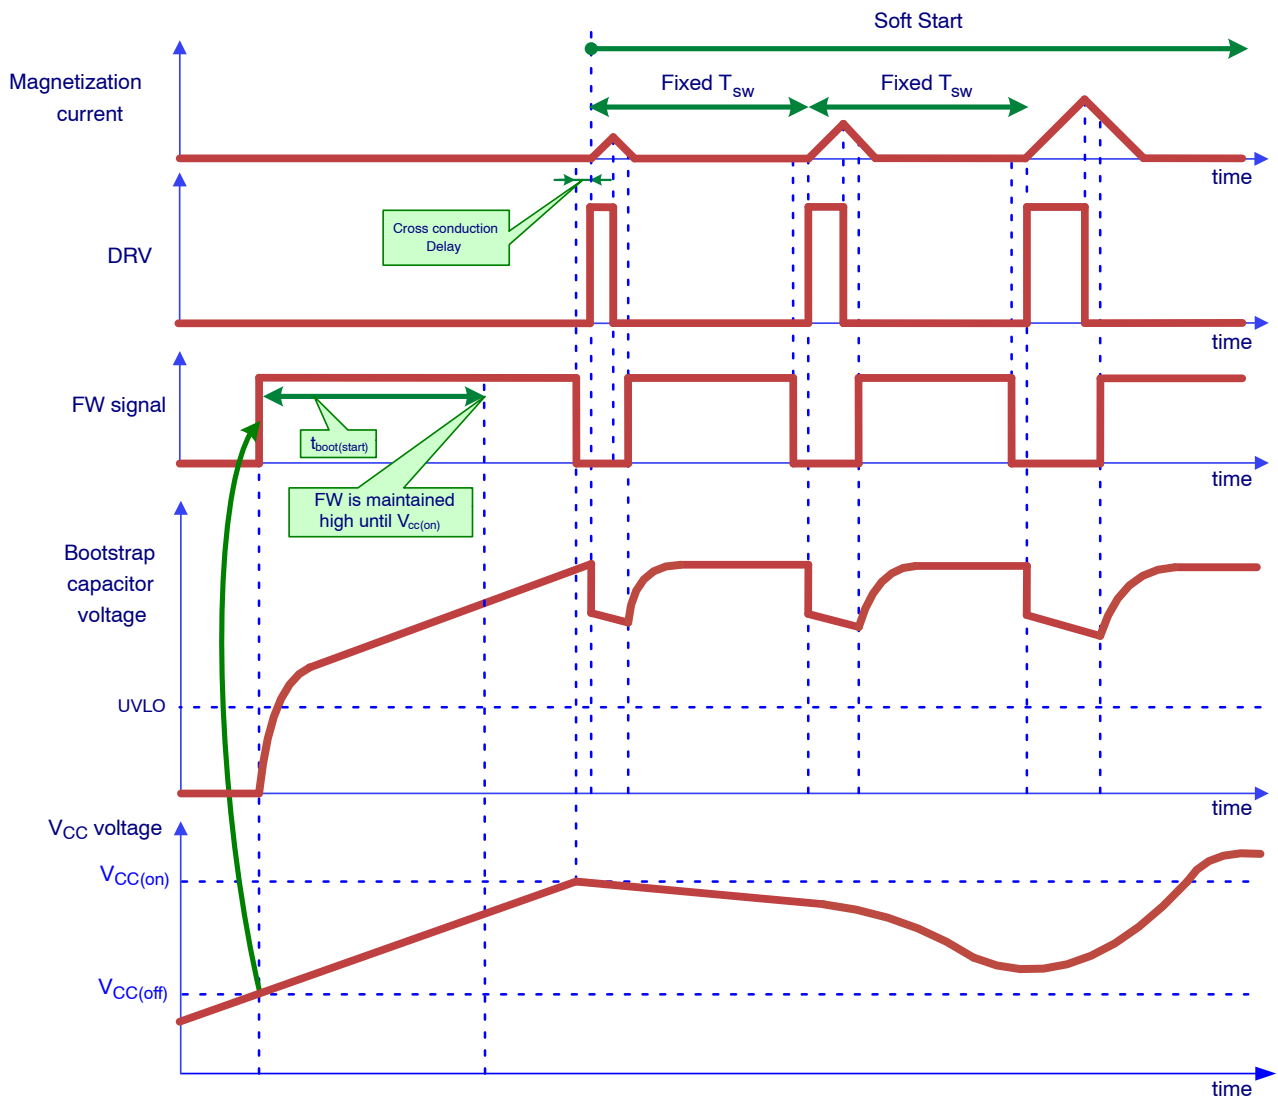 Soft Start
Magnetization
current
Fixed Tsw
Fixed Tsw
time
Cross conduction
Delay
DRV
time
FW signal
tboot(start)
time
FW is maintained
high until Vcc(on)
Bootstrap
capacitor
voltage
UVLO
time
VCC voltage
VCC(on)
VCC(off)
time